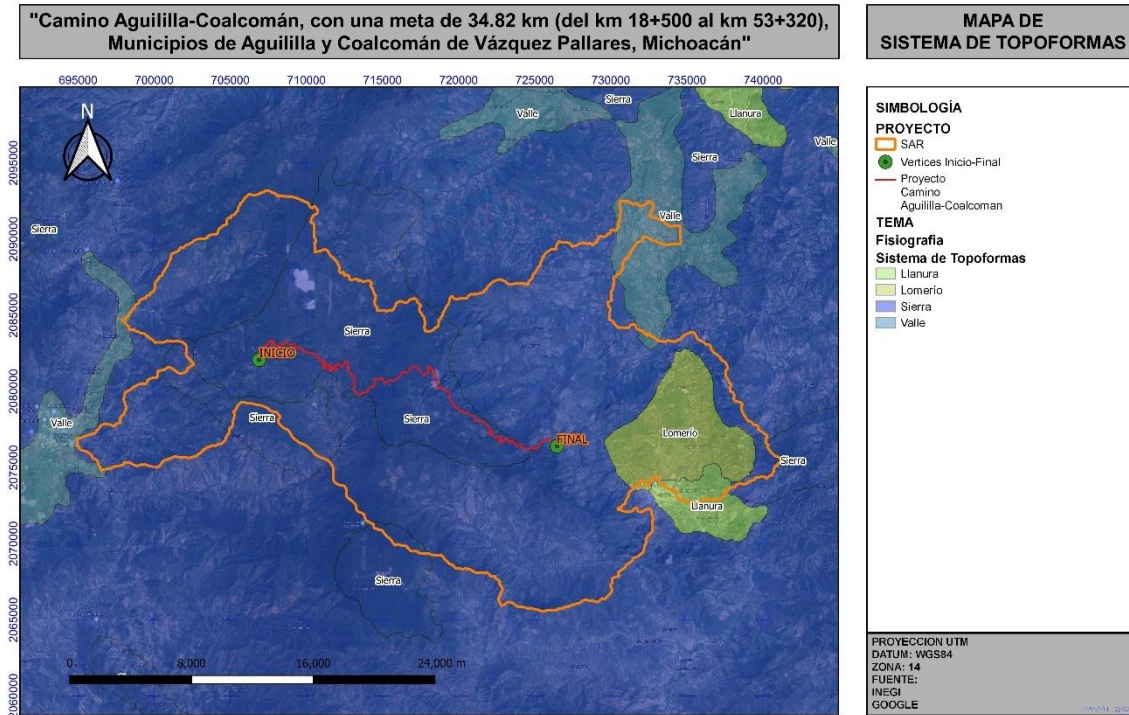 "Camino Aguililla-Coalcomán, con una meta de 34.82 km (del km 18+500 al km 53+320),
Municipios de Aguililla y Coalcomán de Vázquez Pallares, Michoacán"
MAPA DE
SISTEMA DE TOPOFORMAS
695000 700000 705000 710000 715000 720000 725000 730000 735000 740000
N
Sierra
Valle
Llanura
Valle
Sierra
2095000
Sierra
Valle
2090000
2085000
Sierra
INICIO
2080000
Sierra
Sierra
Valle
Lomerío
FINAL
2075000
Sierra
Llanura
2070000
Sierra
2065000
2060000
0 8,000 16,000 24,000 m
SIMBOLOGÍA
PROYECTO
SAR
Vertices Inicio-Final
Proyecto
Camino
Aguililla-Coalcoman
TEMA
Fisiografia
Sistema de Topoformas
Llanura
Lomerío
Sierra
Valle
PROYECCION UTM
DATUM: WGS84
ZONA: 14
FUENTE:
INEGI
GOOGLE